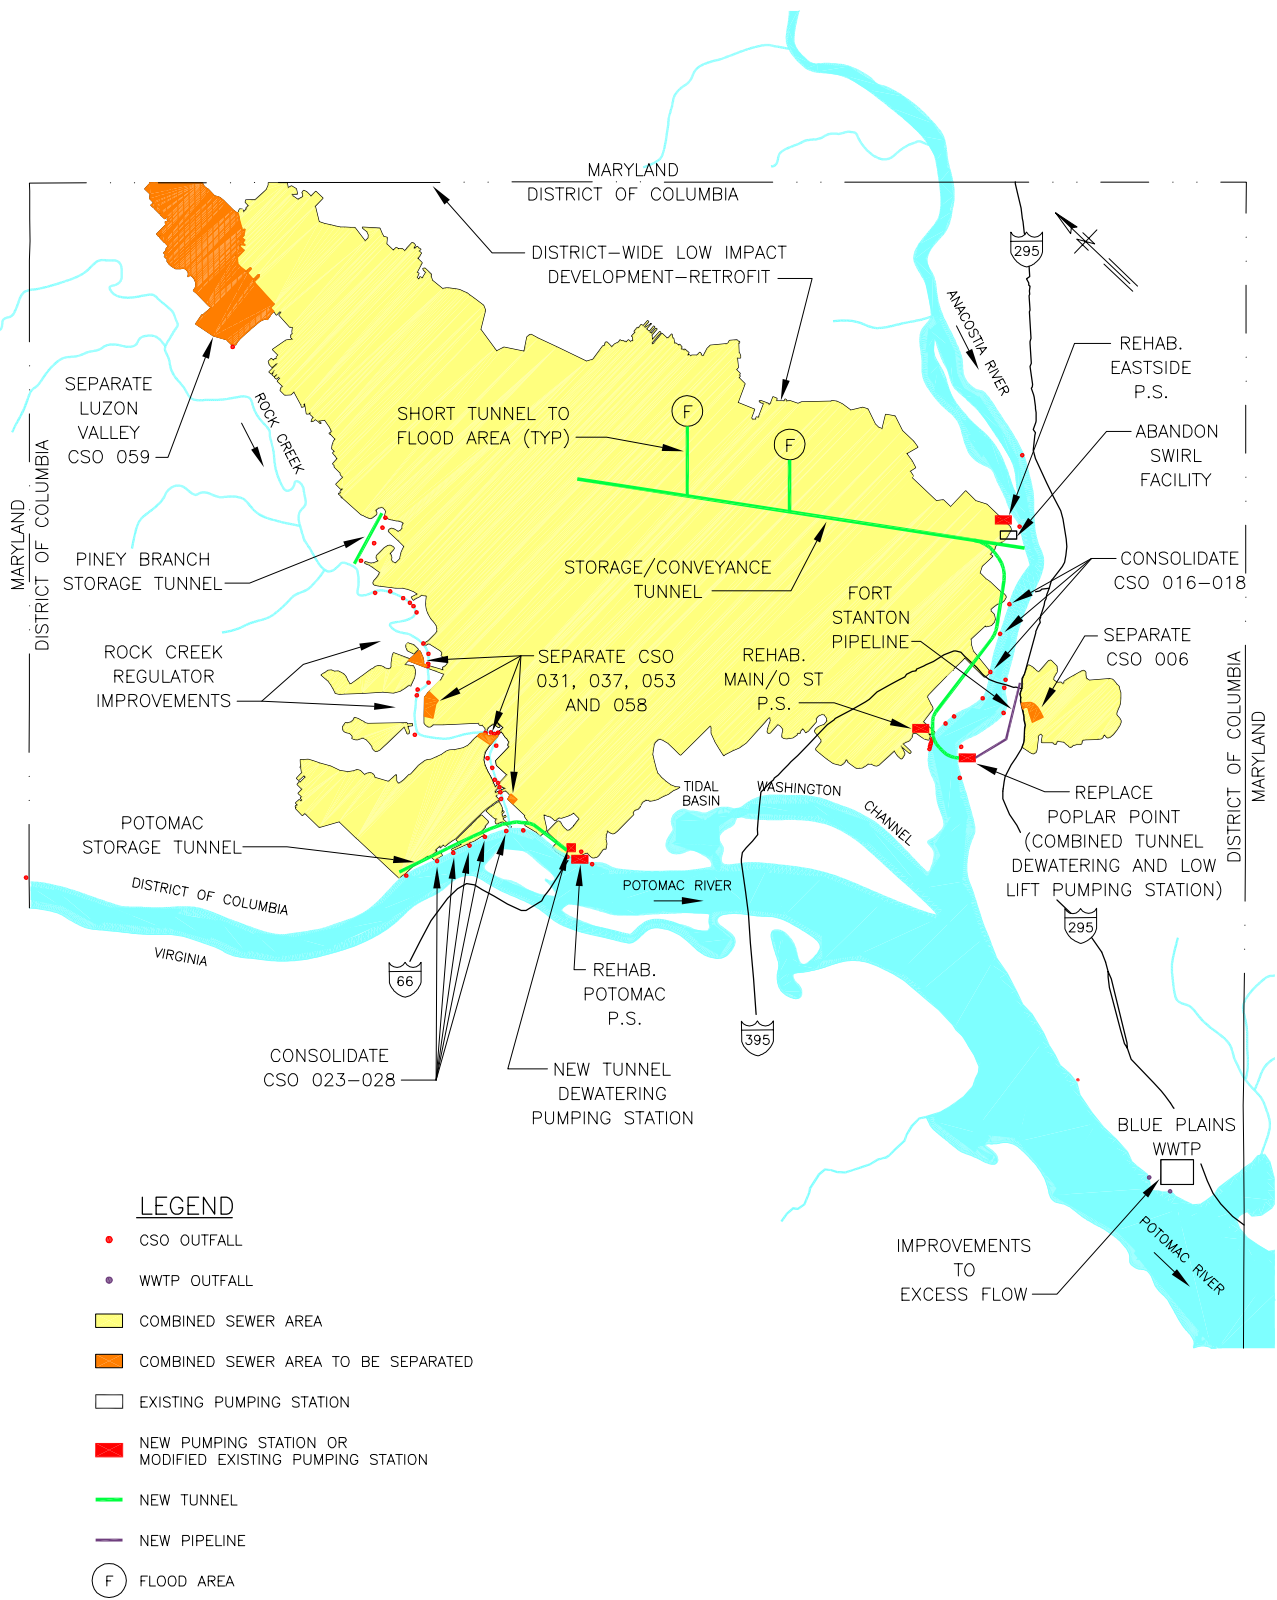 MARYLAND
DISTRICT OF COLUMBIA
DISTRICT-WIDE LOW IMPACT
DEVELOPMENT-RETROFIT
295
N
ANACOSTIA RIVER
REHAB.
EASTSIDE
P.S.
SEPARATE
LUZON
VALLEY
CSO 059
ROCK CREEK
SHORT TUNNEL TO
FLOOD AREA (TYP)
F
F
ABANDON
SWIRL
FACILITY
MARYLAND
DISTRICT OF COLUMBIA
PINEY BRANCH
STORAGE TUNNEL
STORAGE/CONVEYANCE
TUNNEL
CONSOLIDATE
CSO 016-018
FORT
STANTON
PIPELINE
SEPARATE
CSO 006
ROCK CREEK
REGULATOR
IMPROVEMENTS
SEPARATE CSO
031, 037, 053
AND 058
REHAB.
MAIN/O ST
P.S.
DISTRICT OF COLUMBIA
MARYLAND
TIDAL
BASIN
WASHINGTON
CHANNEL
REPLACE
POPLAR POINT
(COMBINED TUNNEL
DEWATERING AND LOW
LIFT PUMPING STATION)
POTOMAC
STORAGE TUNNEL
DISTRICT OF COLUMBIA
VIRGINIA
POTOMAC RIVER
295
66
REHAB.
POTOMAC
P.S.
395
CONSOLIDATE
CSO 023-028
NEW TUNNEL
DEWATERING
PUMPING STATION
BLUE PLAINS
WWTP
IMPROVEMENTS
TO
EXCESS FLOW
POTOMAC RIVER
LEGEND
CSO OUTFALL
WWTP OUTFALL
COMBINED SEWER AREA
COMBINED SEWER AREA TO BE SEPARATED
EXISTING PUMPING STATION
NEW PUMPING STATION OR
MODIFIED EXISTING PUMPING STATION
NEW TUNNEL
NEW PIPELINE
F
FLOOD AREA